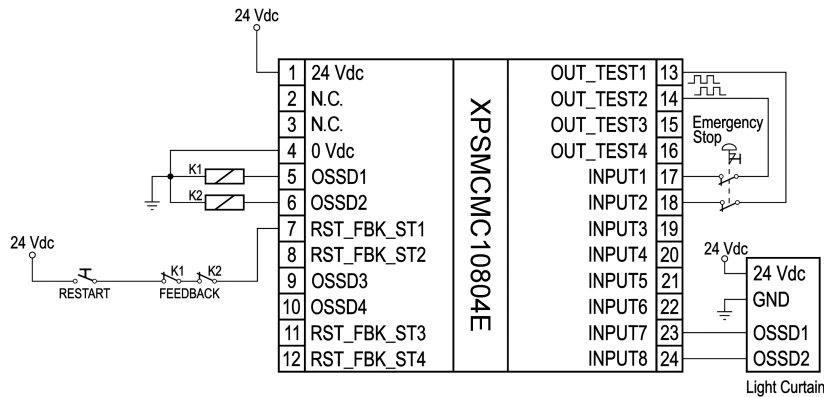 24 Vdc
1 24 Vdc
2 N.C.
3 N.C.
4 0 Vdc
K1
5 OSSD1
K2
6 OSSD2
7 RST_FBK_ST1
8 RST_FBK_ST2
9 OSSD3
10 OSSD4
11 RST_FBK_ST3
12 RST_FBK_ST4
24 Vdc
RESTART
K1 K2
FEEDBACK
XPSMCMC10804E
OUT_TEST1 13
OUT_TEST2 14
OUT_TEST3 15
OUT_TEST4 16
INPUT1 17
INPUT2 18
INPUT3 19
INPUT4 20
INPUT5 21
INPUT6 22
INPUT7 23
INPUT8 24
Emergency
Stop
24 Vdc
24 Vdc
GND
OSSD1
OSSD2
Light Curtain